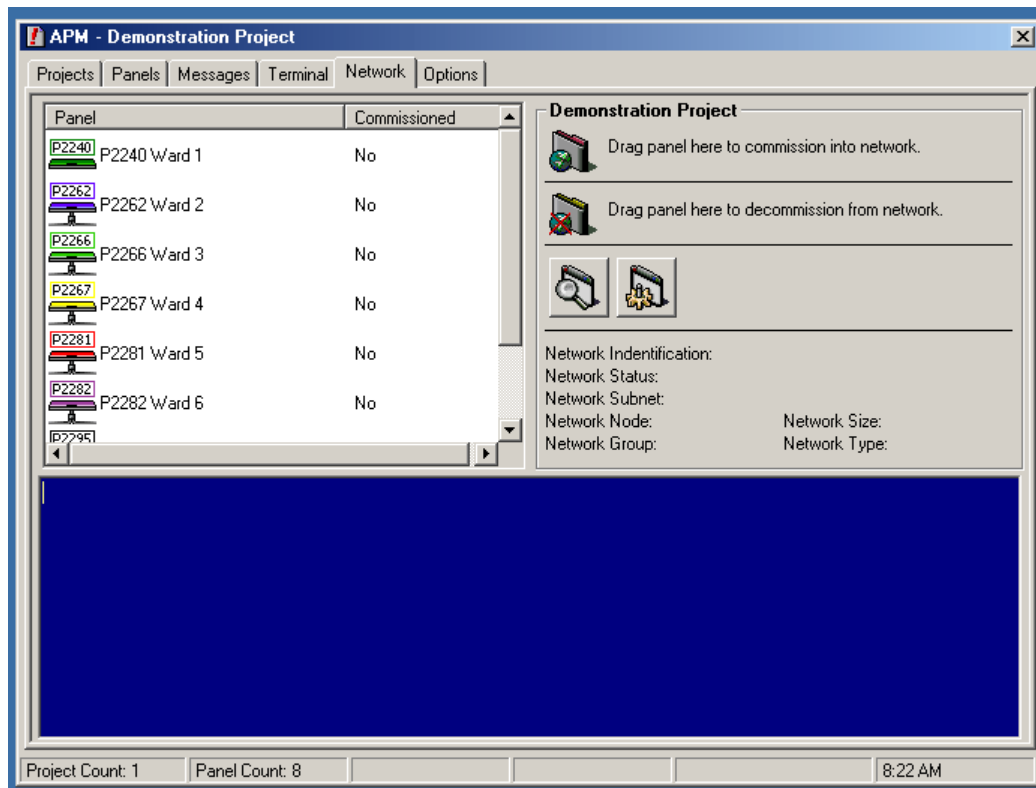 APM - Demonstration Project
Projects Panels Messages Terminal Network Options
Panel Commissioned
P2240 P2240 Ward 1 No
P2262 P2262 Ward 2 No
P2266 P2266 Ward 3 No
P2267 P2267 Ward 4 No
P2281 P2281 Ward 5 No
P2282 P2282 Ward 6 No
P2295
Demonstration Project
Drag panel here to commission into network.
Drag panel here to decommission from network.
Network Indentification:
Network Status:
Network Subnet:
Network Node: Network Size:
Network Group: Network Type:
Project Count: 1 Panel Count: 8 8:22 AM